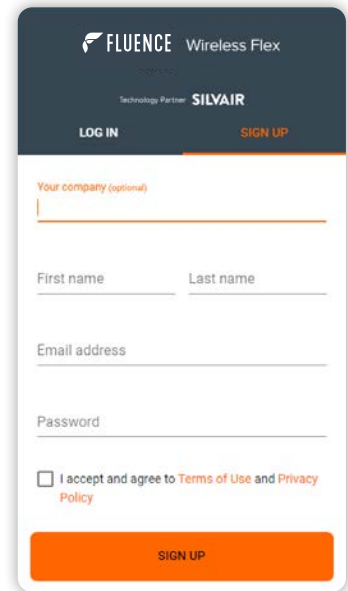 FLUENCE Wireless Flex
Technology Partner SILVAIR
LOG IN SIGN UP
Your company (optional)
First name Last name
Email address
Password
I accept and agree to Terms of Use and Privacy
Policy
SIGN UP